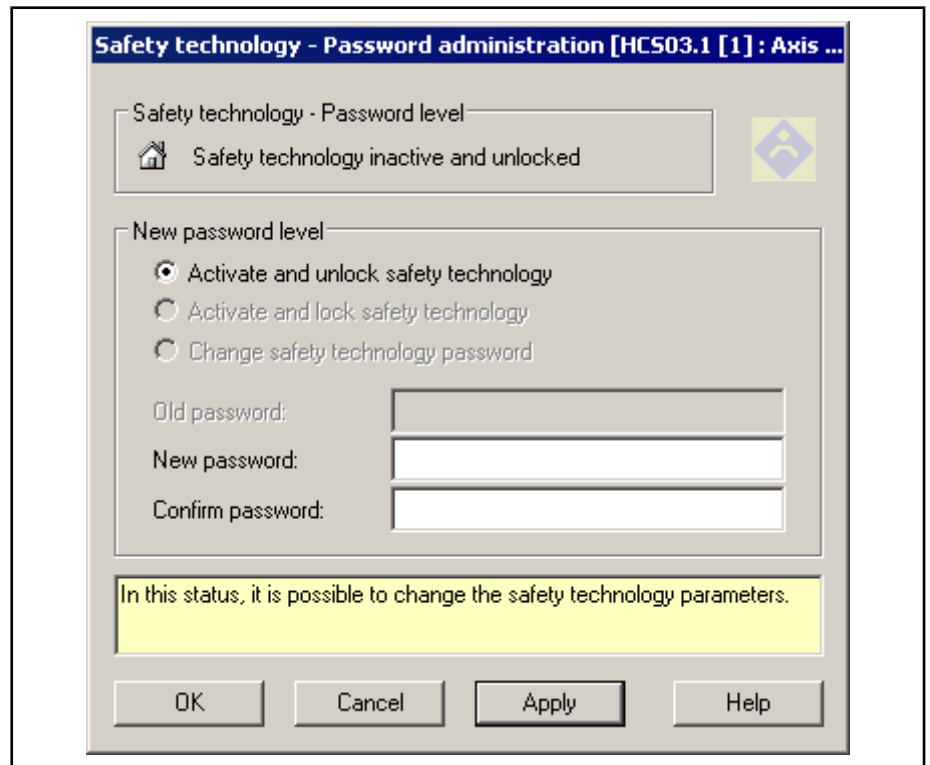 Safety technology - Password administration [HCS03.1 [1] : Axis ...
Safety technology - Password level
Safety technology inactive and unlocked
New password level
Activate and unlock safety technology
Activate and lock safety technology
Change safety technology password
Old password:
New password:
Confirm password:
In this status, it is possible to change the safety technology parameters.
OK
Cancel
Apply
Help